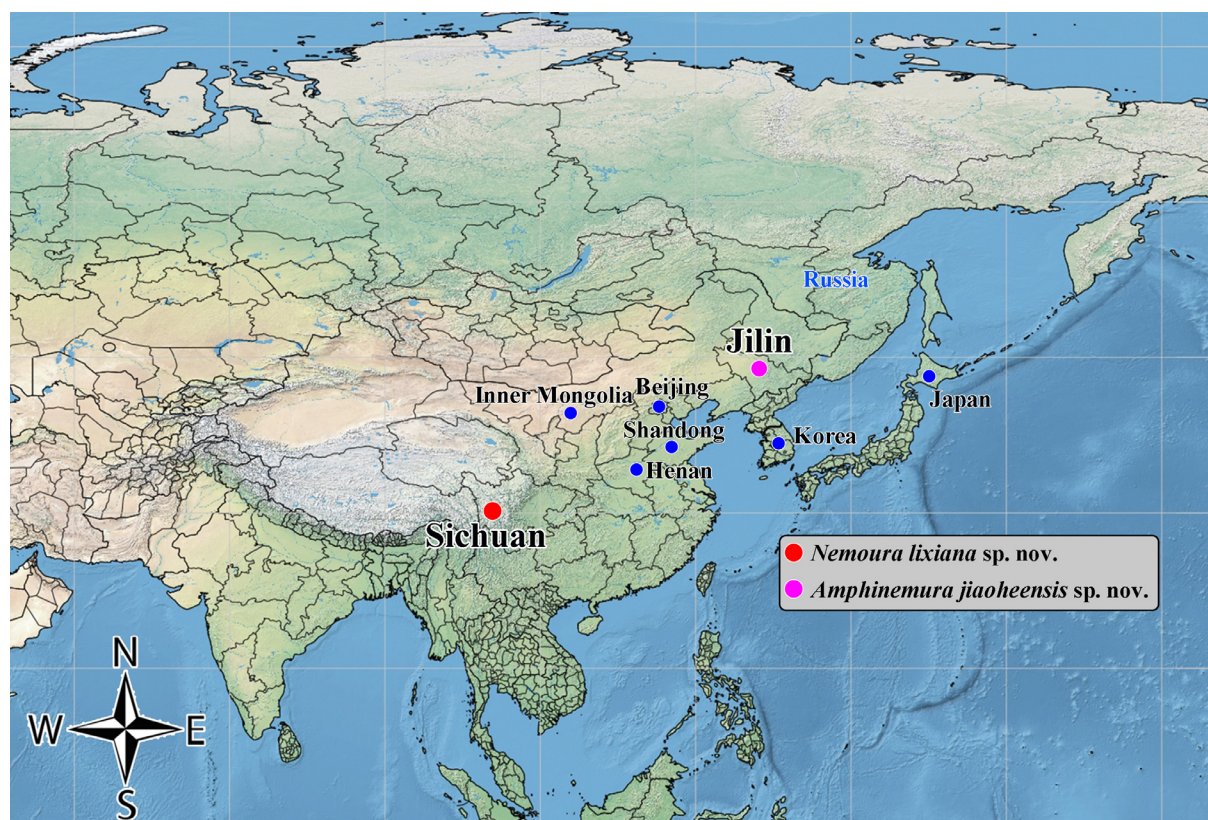 Russia
Jilin
Inner Mongolia
Beijing
Japan
Shandong
Korea
Henan
Sichuan
Nemoura lixiana sp. nov.
Amphinemura jiaoheensis sp. nov.
N
W
E
S